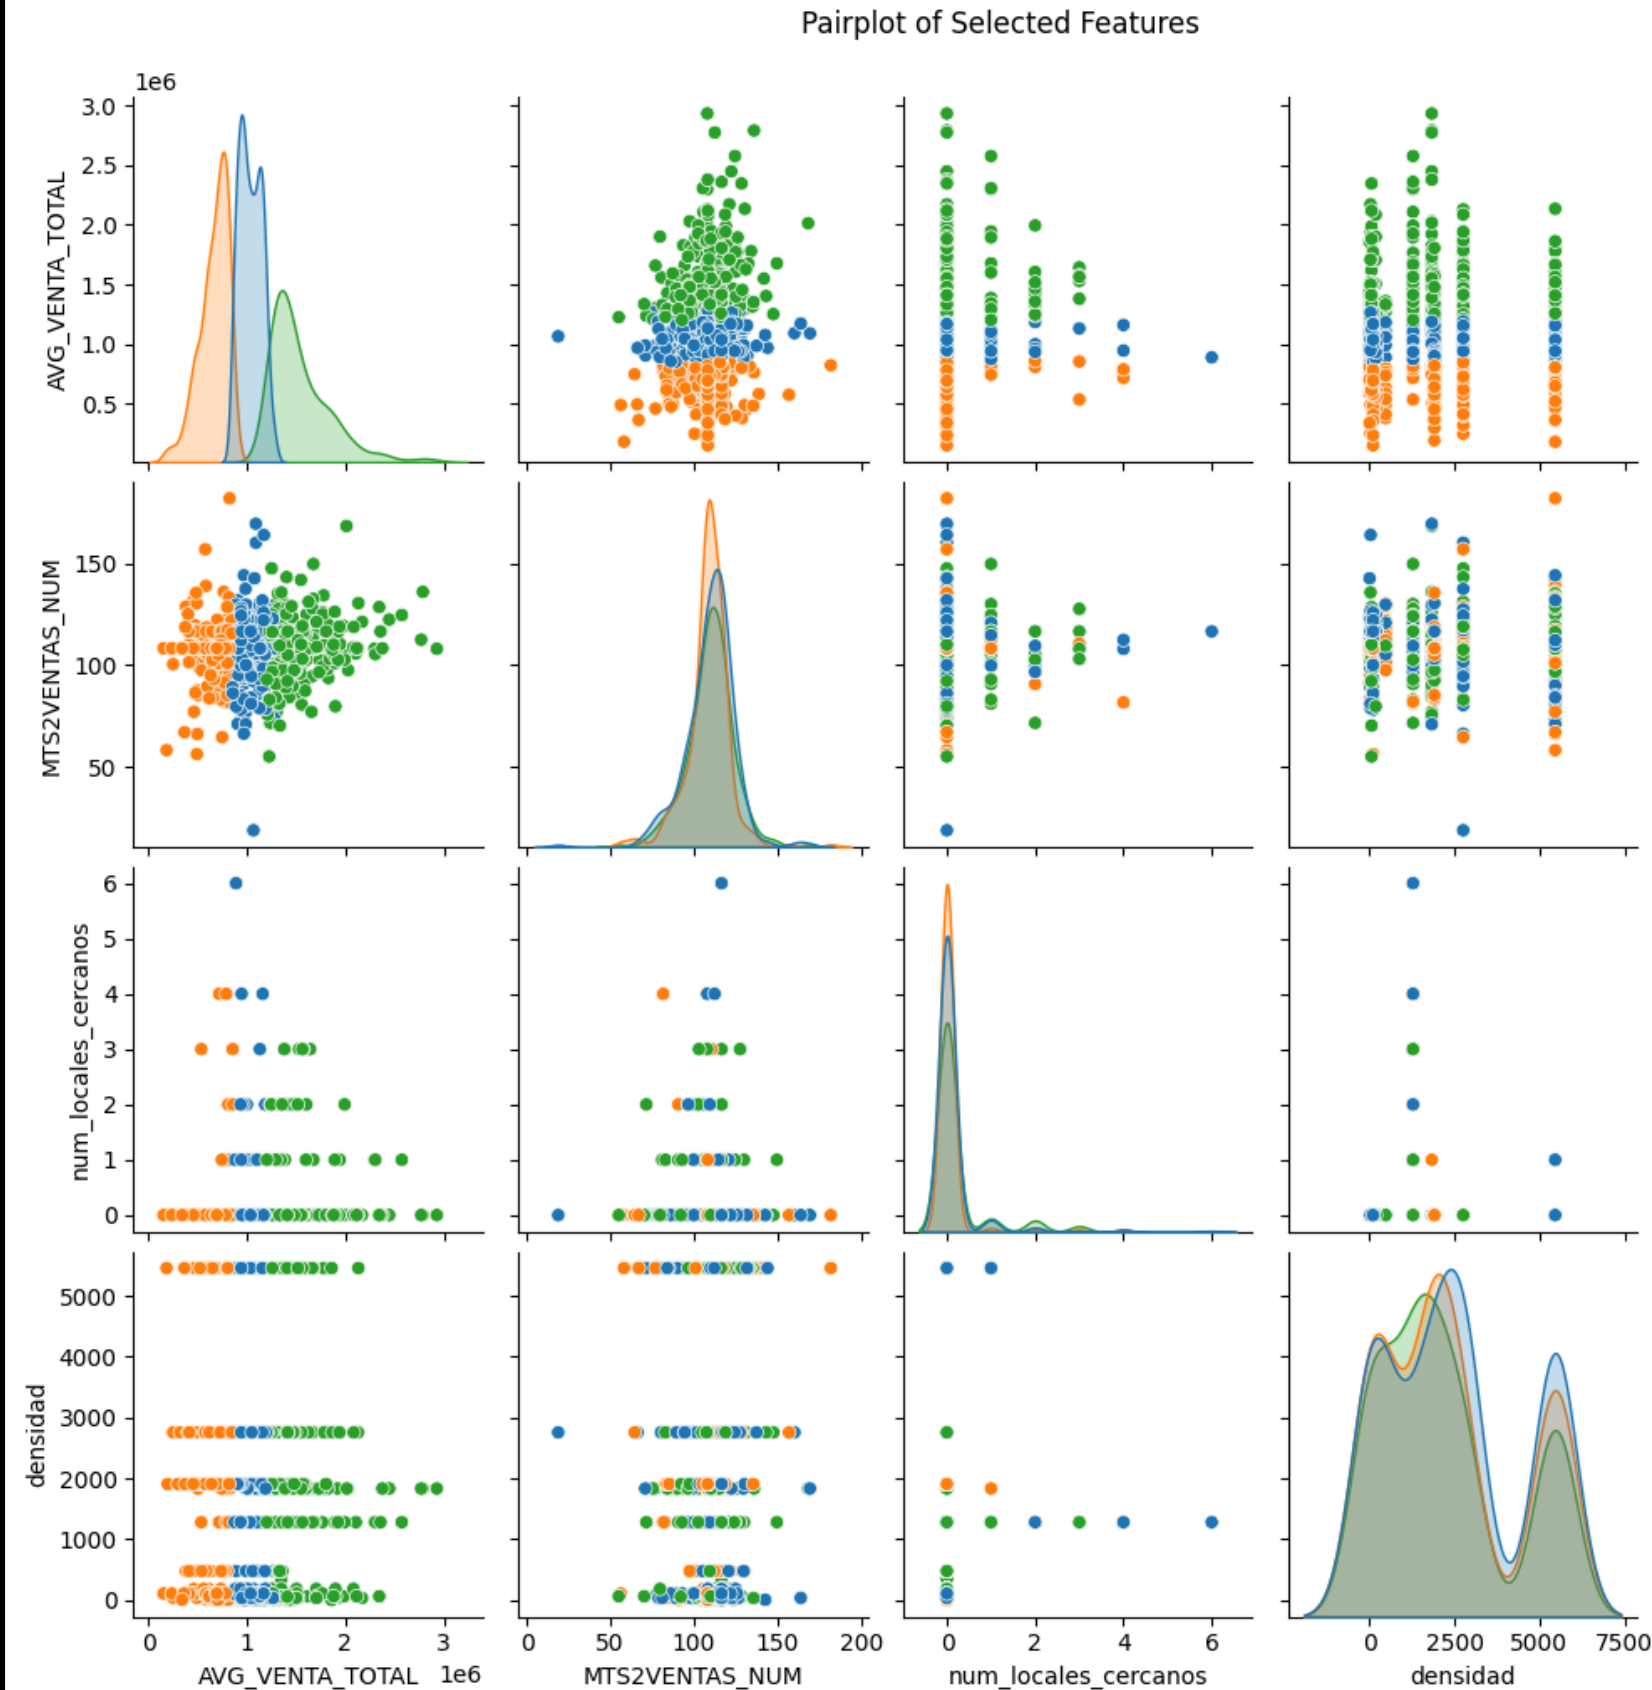 Pairplot of Selected Features
1e6
3.0
2.5
2.0
1.5
1.0
0.5
AVG_VENTA_TOTAL
150
100
50
MTS2VENTAS_NUM
6
5
4
3
2
1
0
num_locales_cercanos
5000
4000
3000
2000
1000
0
densidad
0 1 2 3
0 50 100 150 200
0 2 4 6
0 2500 5000 7500
AVG_VENTA_TOTAL 1e6
MTS2VENTAS_NUM
num_locales_cercanos
densidad